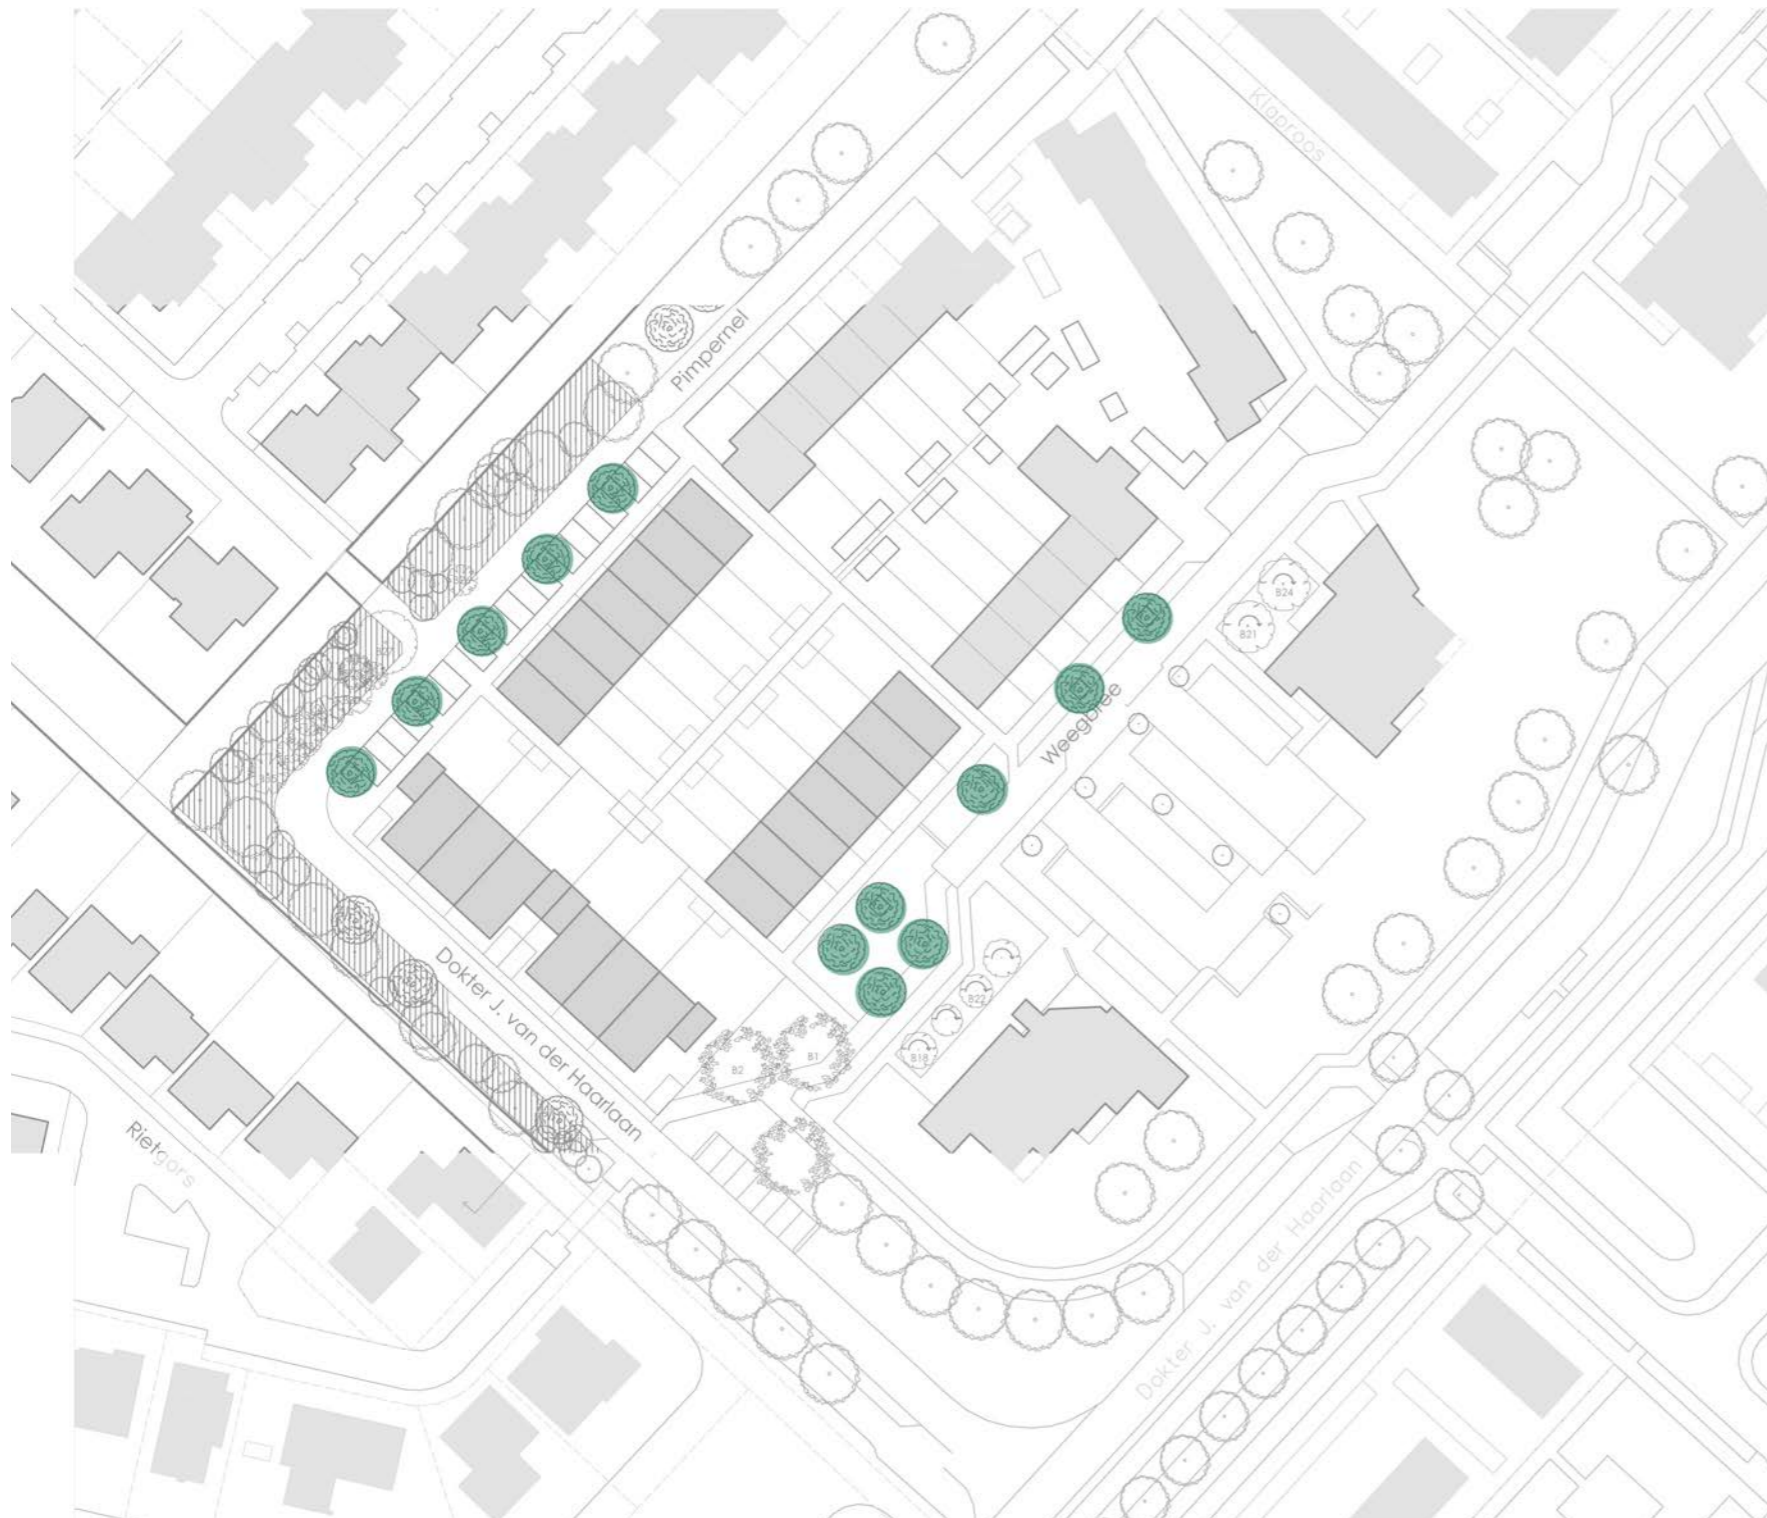 Klaproos
Pimpernel
B24
B21
Weegbree
Dokter J. van der Haarlaan
B22
B18
B1
B2
Rietgors
Dokter J. van der Haarlaan